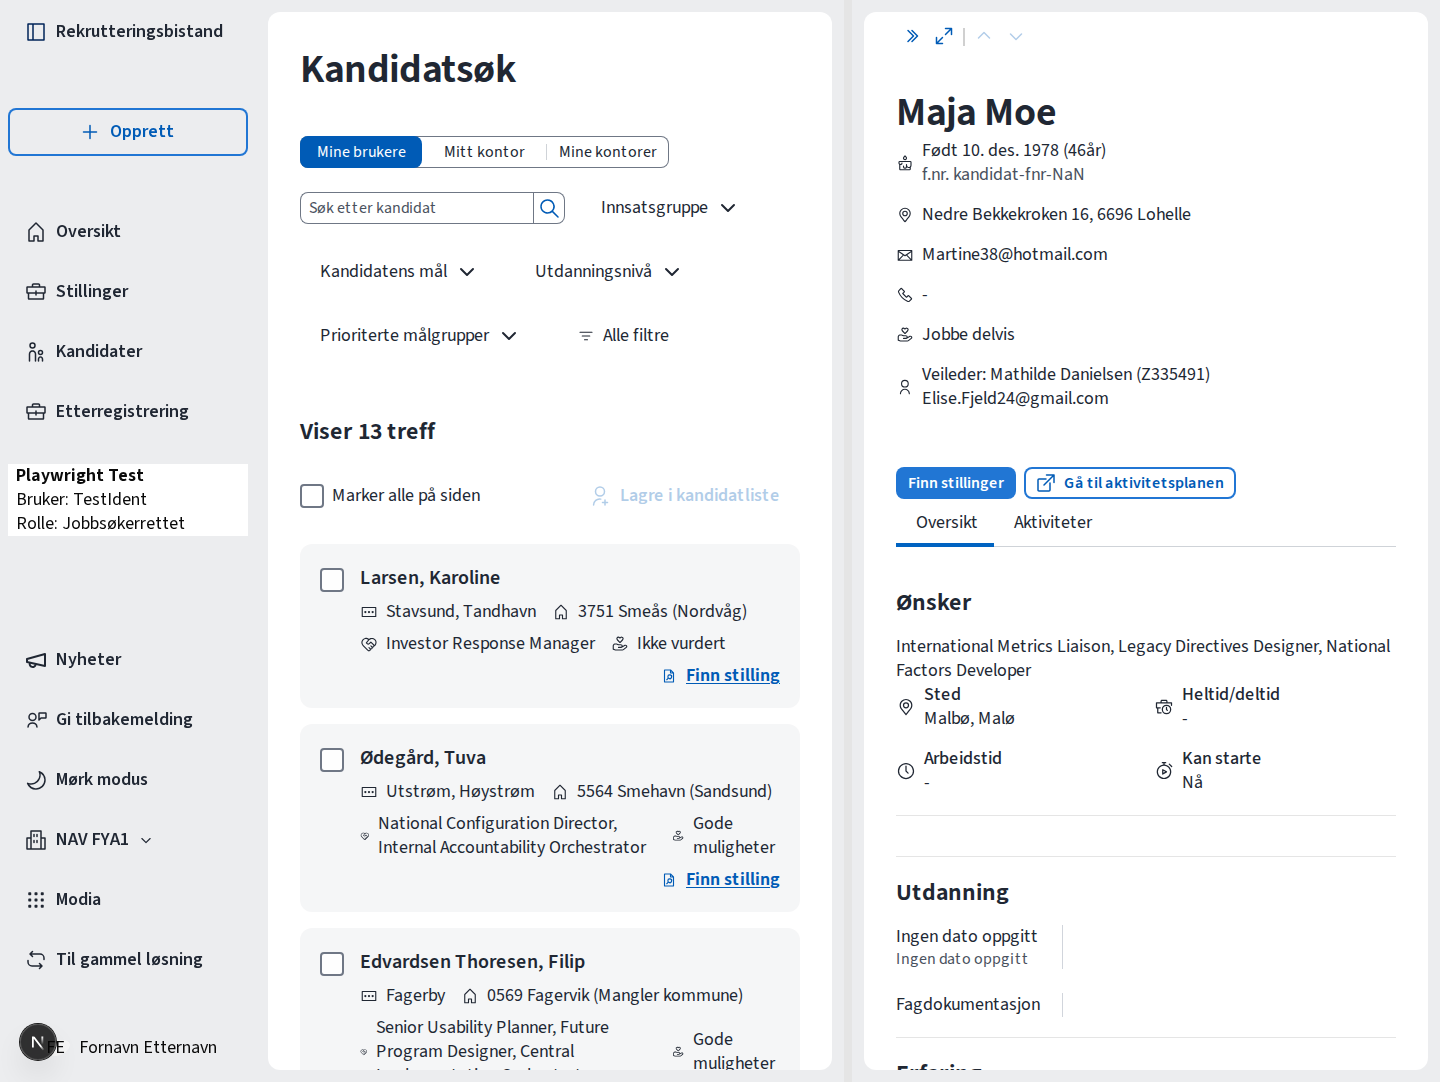 Rekrutteringsbistand
Opprett
Oversikt
Stillinger
Kandidater
Etterregistrering
Playwright Test
Bruker: TestIdent
Rolle: Jobbsøkerrettet
Nyheter
Gi tilbakemelding
Mørk modus
NAV FYA1
Modia
Til gammel løsning
FE Fornavn Etternavn
Kandidatsøk
Mine brukere Mitt kontor Mine kontorer
Søk etter kandidat Innsatsgruppe
Kandidatens mål Utdanningsnivå
Prioriterte målgrupper Alle filtre
Viser 13 treff
Marker alle på siden Lagre i kandidatliste
Larsen, Karoline
Stavsund, Tandhavn 3751 Smeås (Nordvåg)
Investor Response Manager Ikke vurdert
Finn stilling
Ødegård, Tuva
Utstrøm, Høystrøm 5564 Smehavn (Sandsund)
National Configuration Director, Gode
Internal Accountability Orchestrator muligheter
Finn stilling
Edvardsen Thoresen, Filip
Fagerby 0569 Fagervik (Mangler kommune)
Senior Usability Planner, Future
Program Designer, Central
Gode
muligheter
Maja Moe
Født 10. des. 1978 (46år)
f.nr. kandidat-fnr-NaN
Nedre Bekkekroken 16, 6696 Lohelle
Martine38@hotmail.com
-
Jobbe delvis
Veileder: Mathilde Danielsen (Z335491)
Elise.Fjeld24@gmail.com
Finn stillinger Gå til aktivitetsplanen
Oversikt Aktiviteter
Ønsker
International Metrics Liaison, Legacy Directives Designer, National
Factors Developer
Sted Heltid/deltid
Malbø, Malø -
Arbeidstid Kan starte
- Nå
Utdanning
Ingen dato oppgitt
Ingen dato oppgitt
Fagdokumentasjon